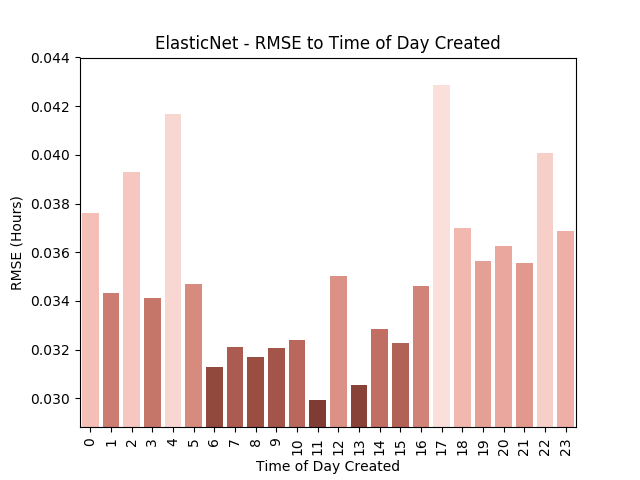 ElasticNet - RMSE to Time of Day Created
0.044
0.042
0.040
0.038
0.036
0.034
0.032
0.030
RMSE (Hours)
0 1 2 3 4 5 6 7 8 9 10 11 12 13 14 15 16 17 18 19 20 21 22 23
Time of Day Created